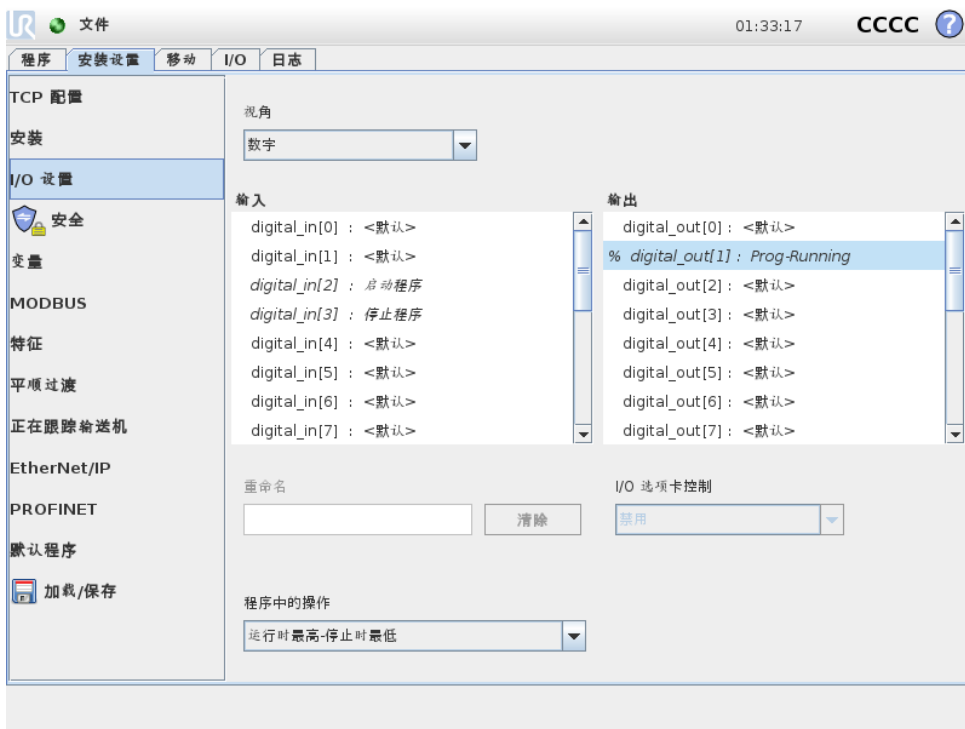 UR 文件 01:33:17 CCCC ?
程序 安装设置 移动 I/O 日志
TCP 配置
安装
I/O 设置
安全
变量
MODBUS
特征
平顺过渡
正在跟踪输送机
EtherNet/IP
PROFINET
默认程序
加载/保存
视角
数字
输入
digital_in[0] : <默认>
digital_in[1] : <默认>
digital_in[2] : 启动程序
digital_in[3] : 停止程序
digital_in[4] : <默认>
digital_in[5] : <默认>
digital_in[6] : <默认>
digital_in[7] : <默认>
输出
digital_out[0] : <默认>
% digital_out[1] : Prog-Running
digital_out[2] : <默认>
digital_out[3] : <默认>
digital_out[4] : <默认>
digital_out[5] : <默认>
digital_out[6] : <默认>
digital_out[7] : <默认>
重命名
清除
I/O 选项卡控制
禁用
程序中的操作
运行时最高-停止时最低